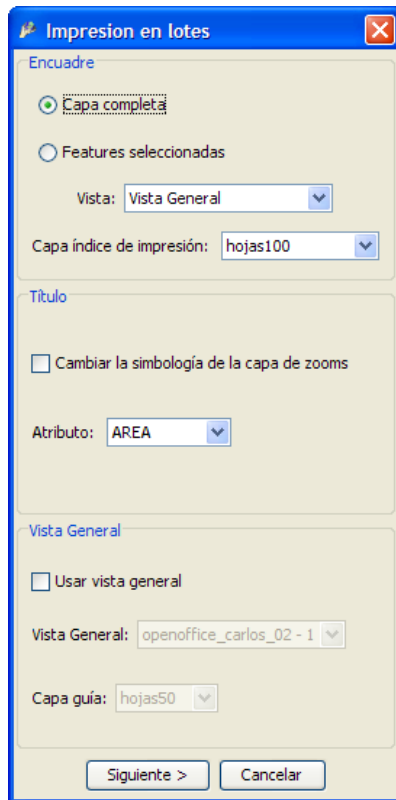 Impresion en lotes
Encuadre
Capa completa
Features seleccionadas
Vista: Vista General
Capa índice de impresión: hojas100
Título
Cambiar la simbología de la capa de zooms
Atributo: AREA
Vista General
Usar vista general
Vista General: openoffice_carlos_02 - 1
Capa guía: hojas50
Siguiente > Cancelar